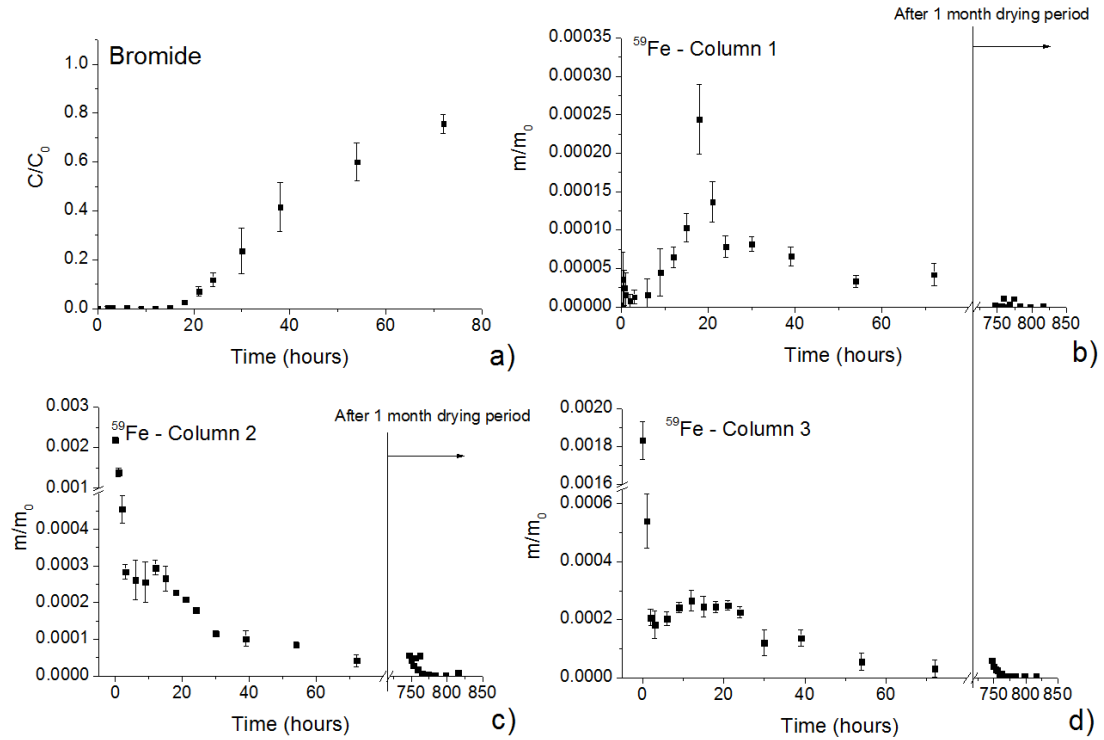 Bromide
1.0
0.8
0.6
0.4
0.2
0.0
C/C₀
0 20 40 60 80
Time (hours)
a)
After 1 month drying period
⁵⁹Fe - Column 1
0.00035
0.00030
0.00025
0.00020
0.00015
0.00010
0.00005
0.00000
m/m₀
0 20 40 60 750 800 850
Time (hours)
b)
After 1 month drying period
⁵⁹Fe - Column 2
0.003
0.002
0.001
0.0004
0.0003
0.0002
0.0001
0.0000
m/m₀
0 20 40 60 750 800 850
Time (hours)
c)
⁵⁹Fe - Column 3
0.0020
0.0018
0.0016
0.0006
0.0004
0.0002
0.0000
m/m₀
0 20 40 60 750 800 850
Time (hours)
d)